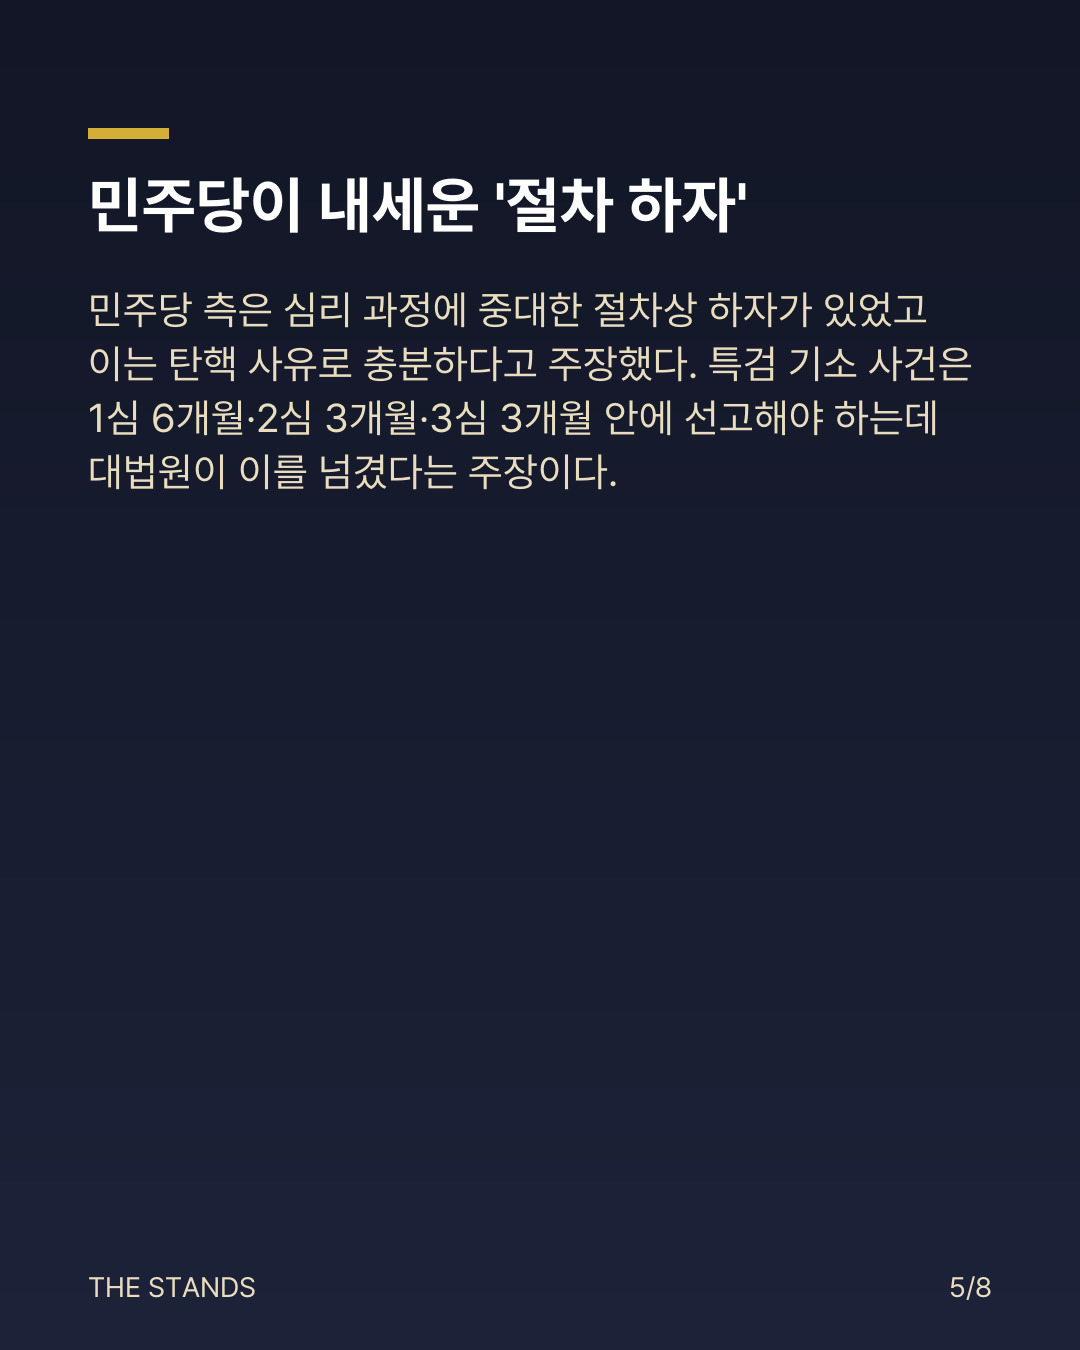 민주당이 내세운 '절차 하자'
민주당 측은 심리 과정에 중대한 절차상 하자가 있었고
이는 탄핵 사유로 충분하다고 주장했다. 특검 기소 사건은
1심 6개월·2심 3개월·3심 3개월 안에 선고해야 하는데
대법원이 이를 넘겼다는 주장이다.
THE STANDS
5/8